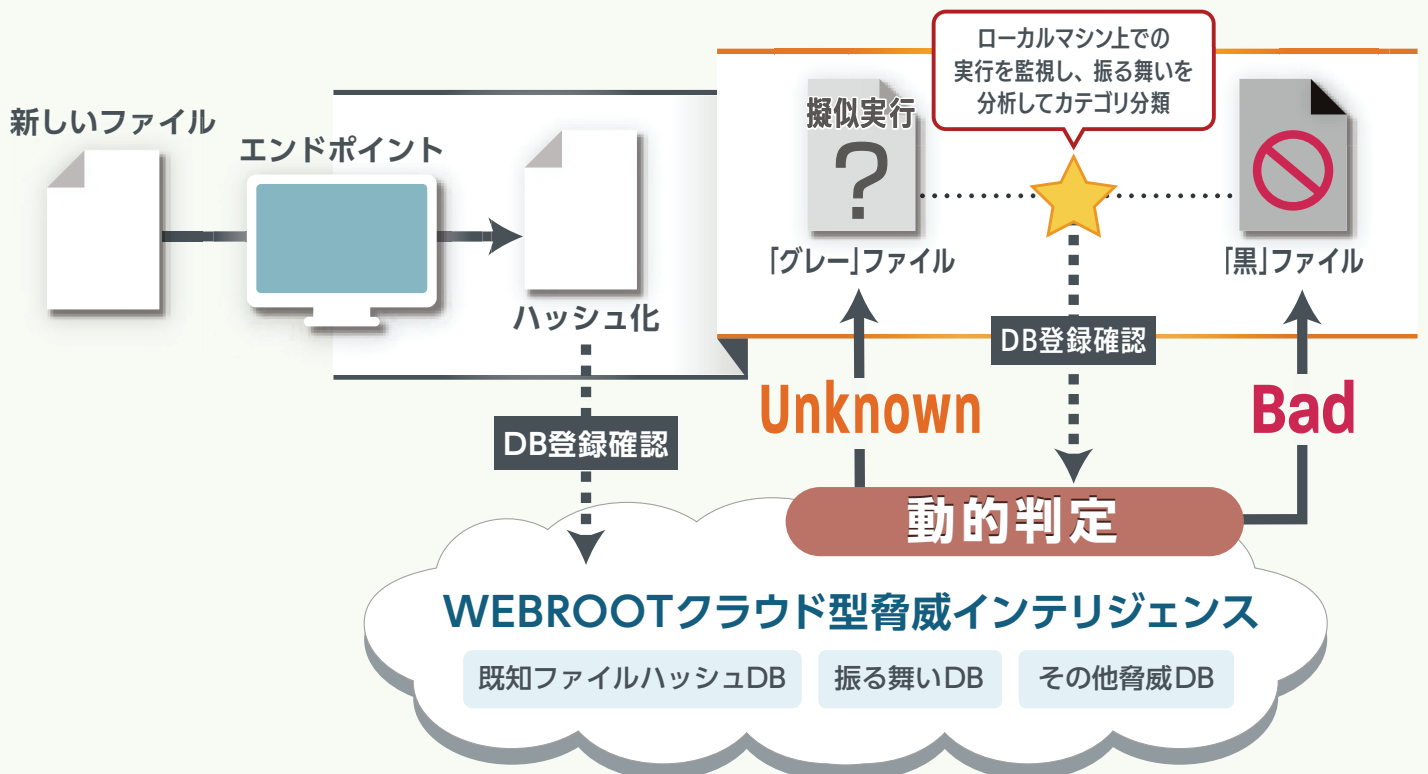 新しいファイル
エンドポイント
ハッシュ化
DB登録確認
ローカルマシン上での
実行を監視し、振る舞いを
分析してカテゴリ分類
擬似実行
?
「グレー」ファイル
「黒」ファイル
DB登録確認
Unknown
Bad
動的判定
WEBROOTクラウド型脅威インテリジェンス
既知ファイルハッシュDB
振る舞いDB
その他脅威DB